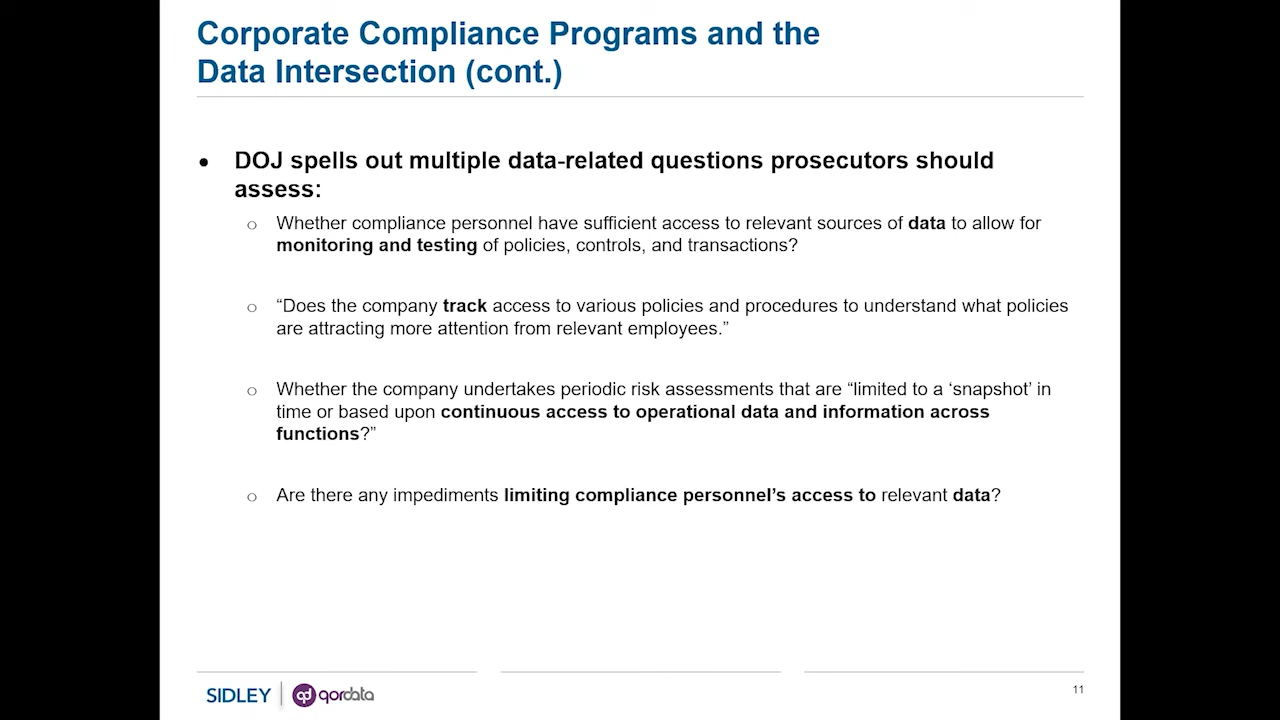 Corporate Compliance Programs and the
Data Intersection (cont.)
● DOJ spells out multiple data-related questions prosecutors should
assess:
○ Whether compliance personnel have sufficient access to relevant sources of data to allow for
monitoring and testing of policies, controls, and transactions?
○ “Does the company track access to various policies and procedures to understand what policies
are attracting more attention from relevant employees.”
○ Whether the company undertakes periodic risk assessments that are “limited to a ‘snapshot’ in
time or based upon continuous access to operational data and information across
functions?”
○ Are there any impediments limiting compliance personnel’s access to relevant data?
SIDLEY | qd qordata
11